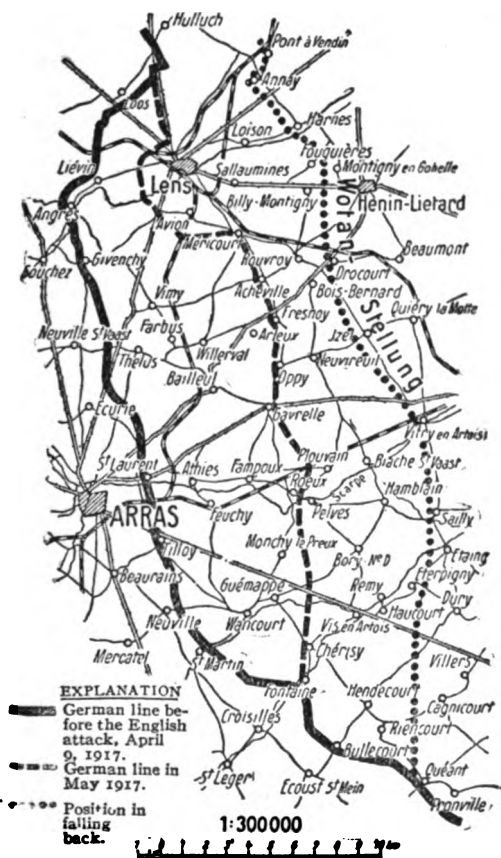 Hulluch
Pont à Vendin
Annay
Loos
Harnes
Loison
Fouquières
Montigny en Gohelle
Liévin
Lens
Sallaumines
Hénin-Lietard
Billy-Montigny
Wotan-
Angres
Avion
Méricourt
Beaumont
Souchez
Givenchy
Rouvroy
Drocourt
Achéville
Bois-Bernard
Vimy
Fresnoy
Stellung
Quiéry la Motte
Farbus
Arleux
Izel
Neuville St Vaast
Willerval
Neuvireuil
Thélus
Bailleul
Oppy
Ecurie
Gavrelle
Vitry en Artois
St Laurent
Athies
Fampoux
Plouvain
Biache St Vaast
Roeux
Scarpe
Hamblain
ARRAS
Feuchy
Pelves
Sailly
Tilloy
Monchy le Preux
Bory-N.D
Etaing
Eterpigny
Beaurains
Guémappe
Remy
Dury
Neuville
Wancourt
Haucourt
Vis en Artois
Mercatel
St Martin
Chérisy
Villers
Fontaine
Hendecourt
Cagnicourt
Croisilles
Riencourt
Bullecourt
St Léger
Ecoust St Mein
Quéant
Pronville
EXPLANATION
German line be-
fore the English
attack, April
9, 1917.
German line in
May 1917.
Position in
falling
back.
1:300000